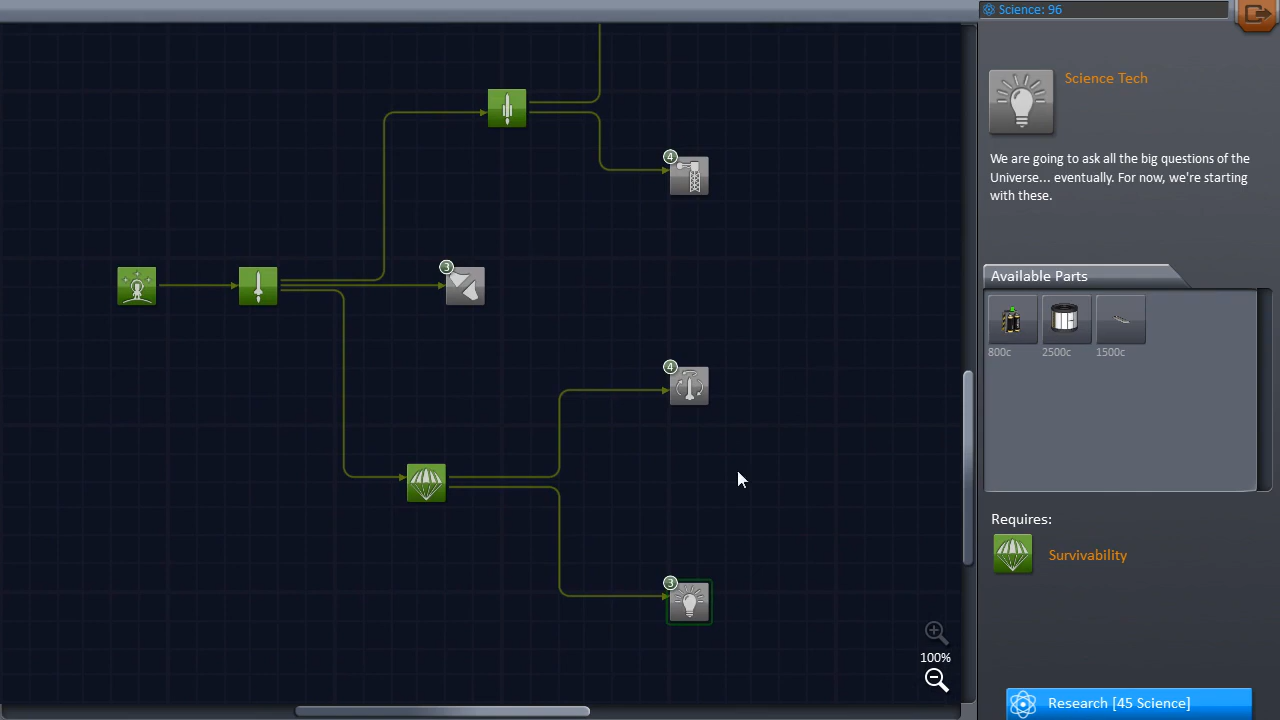 Science: 96
Science Tech
We are going to ask all the big questions of the
Universe... eventually. For now, we're starting
with these.
Available Parts
800c 2500c 1500c
Requires:
Survivability
Research [45 Science]
4
3
4
3
100%